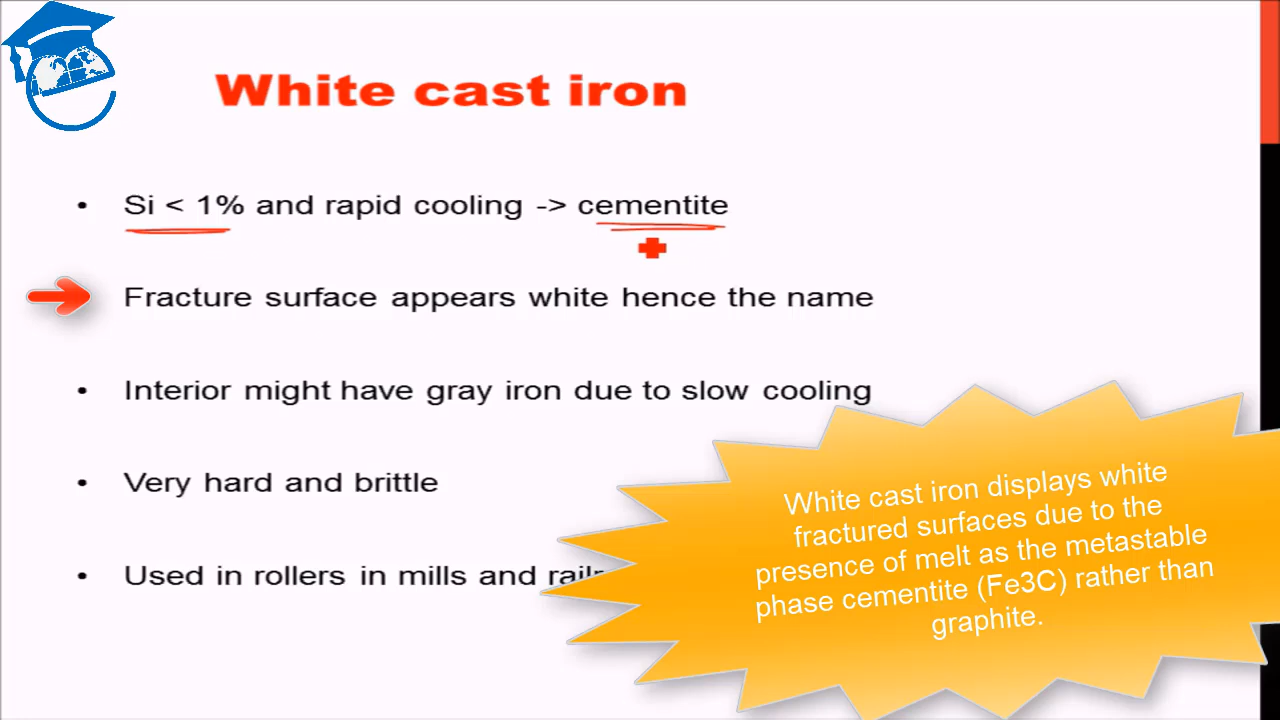 White cast iron
• Si < 1% and rapid cooling -> cementite
Fracture surface appears white hence the name
• Interior might have gray iron due to slow cooling
• Very hard and brittle
• Used in rollers in mills and
White cast iron displays white
fractured surfaces due to the
presence of melt as the metastable
phase cementite (Fe3C) rather than
graphite.